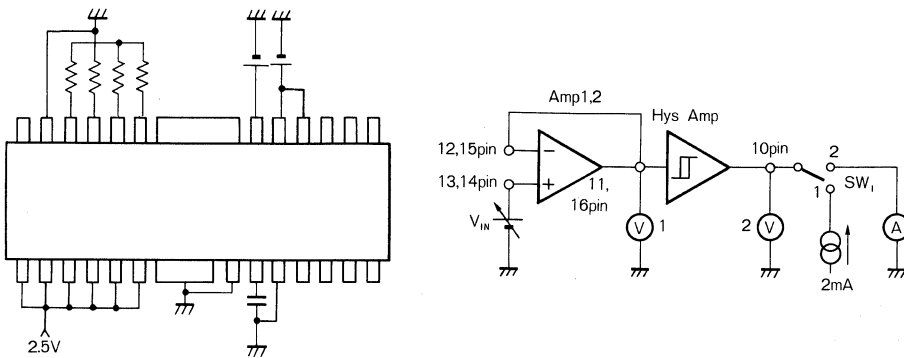 2.5V
Amp1,2
Hys Amp
12,15pin
13,14pin
11,
16pin
10pin
2
1
SW1
VIN
V
1
2
V
A
2mA